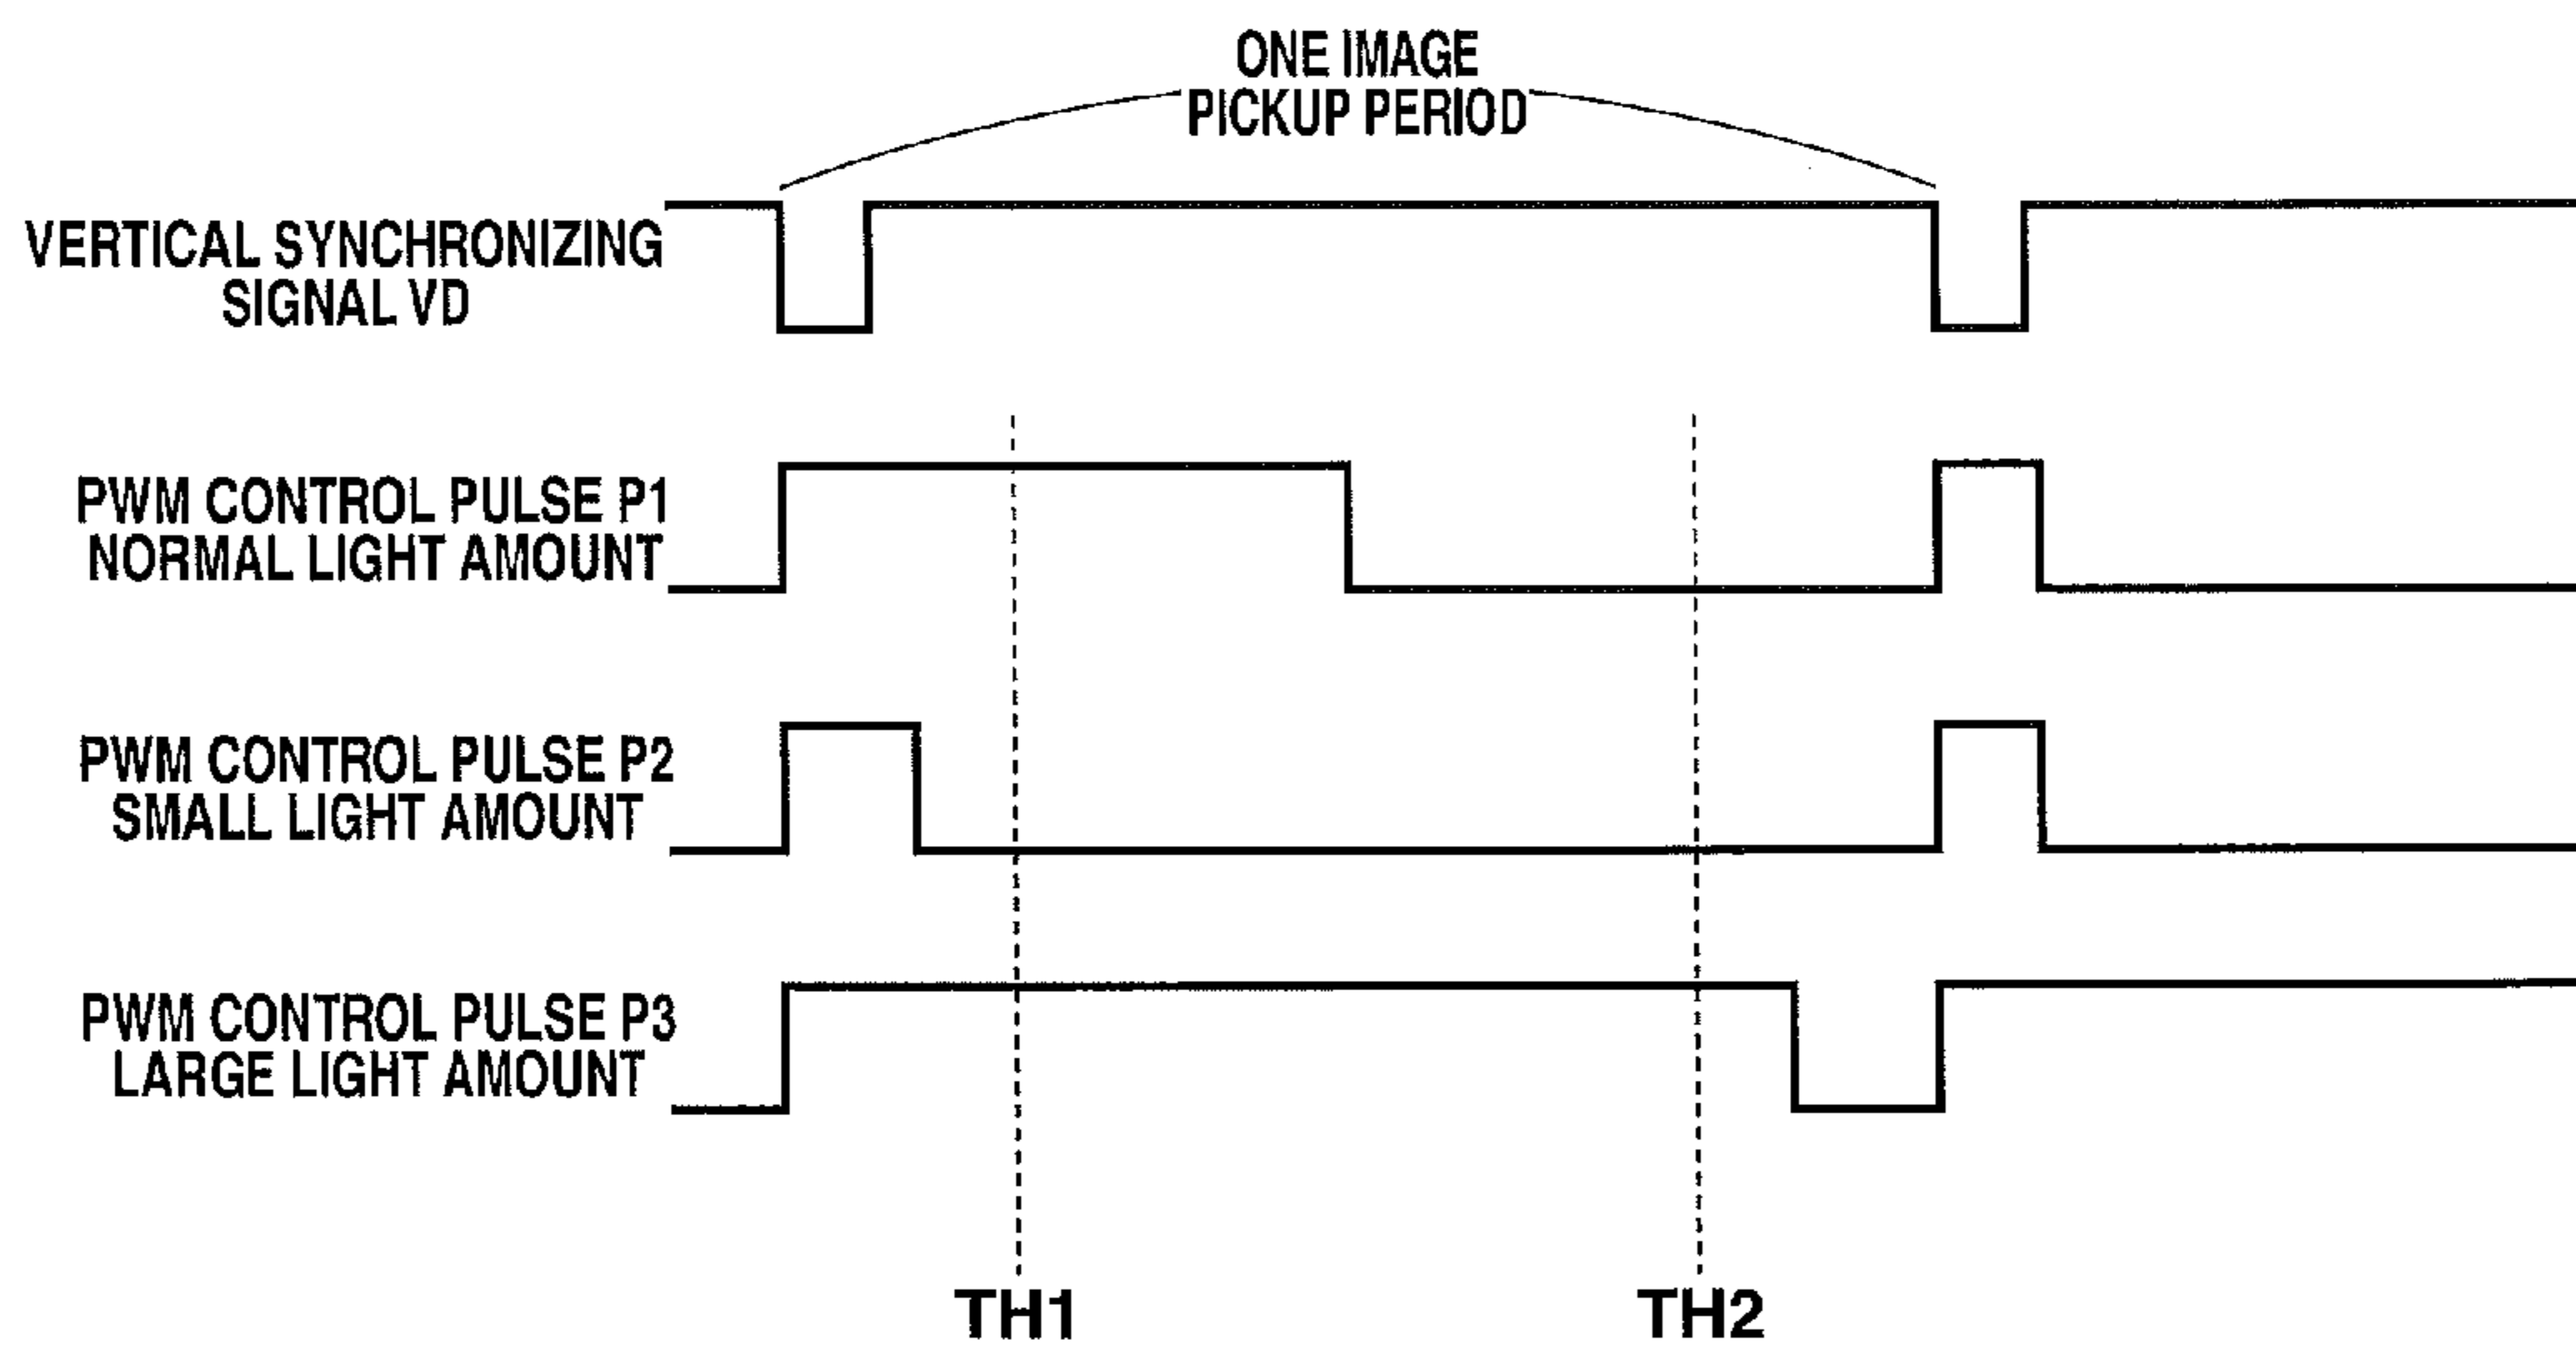 ONE IMAGE
PICKUP PERIOD
VERTICAL SYNCHRONIZING
SIGNAL VD
PWM CONTROL PULSE P1
NORMAL LIGHT AMOUNT
PWM CONTROL PULSE P2
SMALL LIGHT AMOUNT
PWM CONTROL PULSE P3
LARGE LIGHT AMOUNT
TH1
TH2